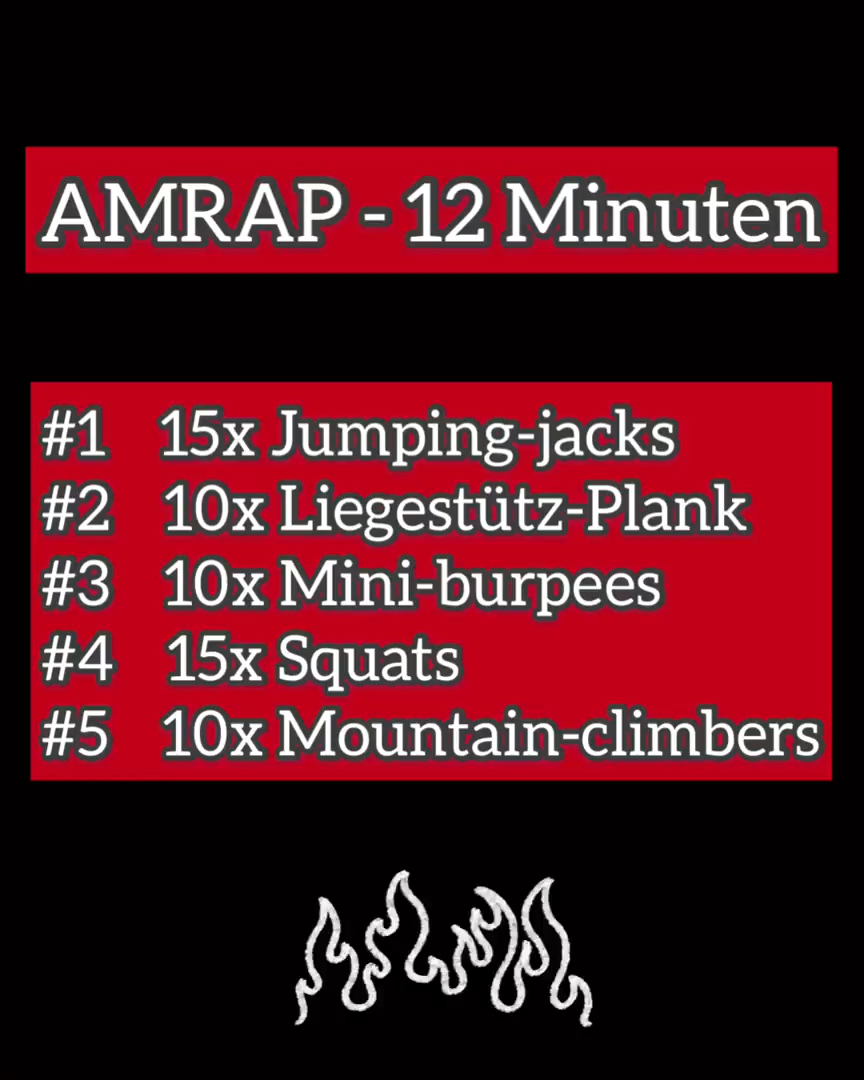 AMRAP - 12 Minuten
#1 15x Jumping-jacks
#2 10x Liegestütz-Plank
#3 10x Mini-burpees
#4 15x Squats
#5 10x Mountain-climbers